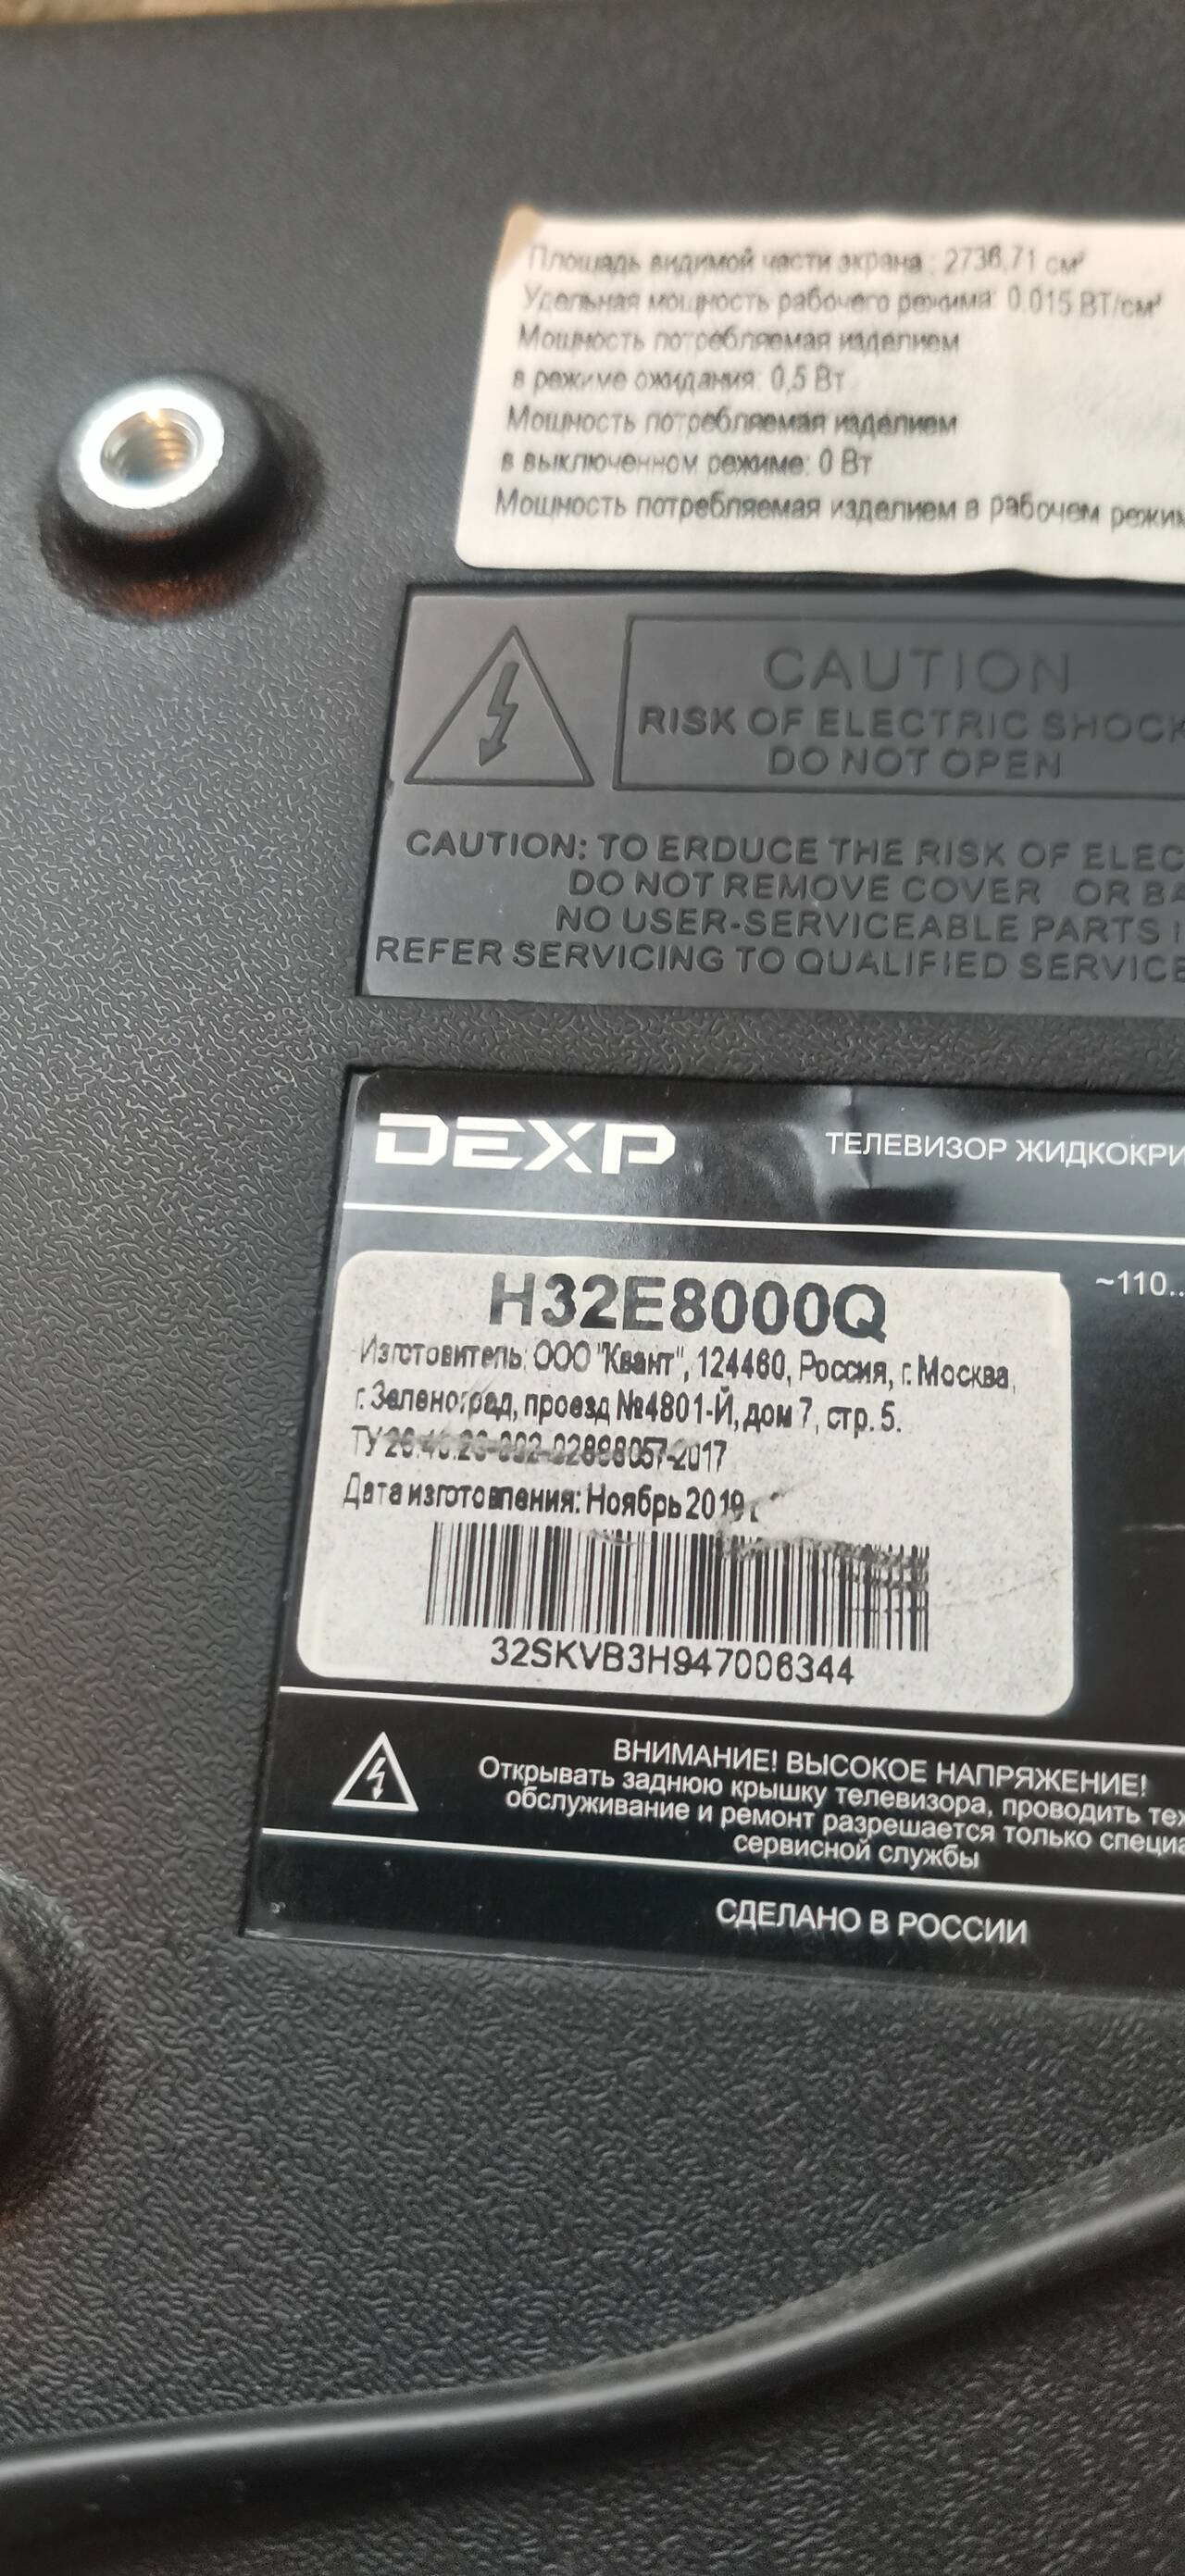 Площадь видимой части экрана : 2736,71 см²
Удельная мощность рабочего режима: 0.015 ВТ/см²
Мощность потребляемая изделием
в режиме ожидания: 0,5 Вт
Мощность потребляемая изделием
в выключенном режиме: 0 Вт
Мощность потребляемая изделием в рабочем режим
CAUTION
RISK OF ELECTRIC SHOCK
DO NOT OPEN
CAUTION: TO ERDUCE THE RISK OF ELEC
DO NOT REMOVE COVER OR BA
NO USER-SERVICEABLE PARTS I
REFER SERVICING TO QUALIFIED SERVICE
DEXP
ТЕЛЕВИЗОР ЖИДКОКРИ
~110..
H32E8000Q
Изготовитель: ООО "Квант", 124460, Россия, г. Москва,
г. Зеленоград, проезд №4801-Й, дом 7, стр. 5.
ТУ
Дата изготовления: Ноябрь 2019 г.
32SKVB3H947006344
ВНИМАНИЕ! ВЫСОКОЕ НАПРЯЖЕНИЕ!
Открывать заднюю крышку телевизора, проводить тех
обслуживание и ремонт разрешается только специа
сервисной службы
СДЕЛАНО В РОССИИ